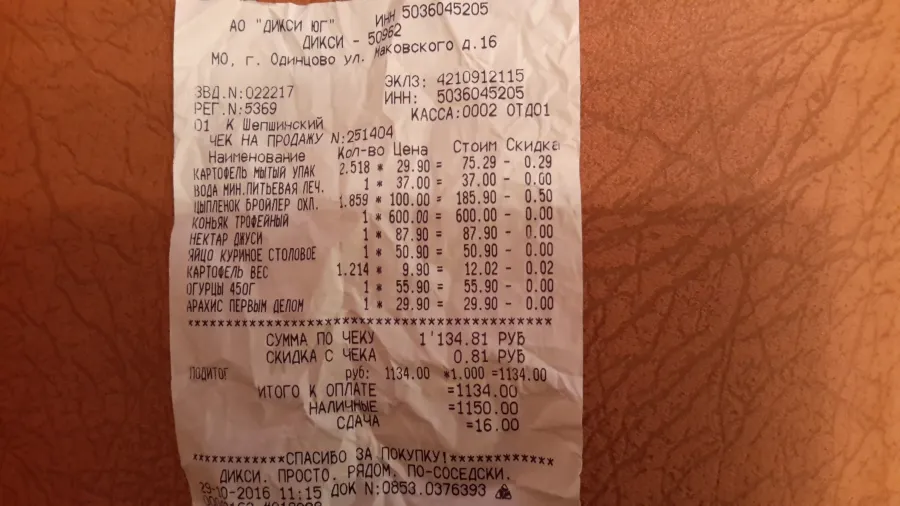 АО "ДИКСИ ЮГ" ИНН 5036045205
ДИКСИ - 50962
МО, г. Одинцово ул. Маковского д.16
ЭКЛЗ: 4210912115
ЗВД.N:022217 ИНН: 5036045205
РЕГ.N:5369 КАССА:0002 ОТД01
01 К Шепшинский
ЧЕК НА ПРОДАЖУ N:251404
Наименование Кол-во Цена Стоим Скидка
КАРТОФЕЛЬ МЫТЫЙ УПАК 2.518 * 29.90 = 75.29 - 0.29
ВОДА МИН.ПИТЬЕВАЯ ЛЕЧ. 1 * 37.00 = 37.00 - 0.00
ЦЫПЛЕНОК БРОЙЛЕР ОХЛ. 1.859 * 100.00 = 185.90 - 0.50
КОНЬЯК ТРОФЕЙНЫЙ 1 * 600.00 = 600.00 - 0.00
НЕКТАР ДЖУСИ 1 * 87.90 = 87.90 - 0.00
ЯЙЦО КУРИНОЕ СТОЛОВОЕ 1 * 50.90 = 50.90 - 0.00
КАРТОФЕЛЬ ВЕС 1.214 * 9.90 = 12.02 - 0.02
ОГУРЦЫ 450Г 1 * 55.90 = 55.90 - 0.00
АРАХИС ПЕРВЫМ ДЕЛОМ 1 * 29.90 = 29.90 - 0.00
************************************************
СУММА ПО ЧЕКУ 1'134.81 РУБ
СКИДКА С ЧЕКА 0.81 РУБ
ПОДИТОГ руб: 1134.00 *1.000 =1134.00
ИТОГО К ОПЛАТЕ =1134.00
НАЛИЧНЫЕ =1150.00
СДАЧА =16.00
************СПАСИБО ЗА ПОКУПКУ!*************
ДИКСИ. ПРОСТО. РЯДОМ. ПО-СОСЕДСКИ.
29-10-2016 11:15 ДОК N:0853.0376393